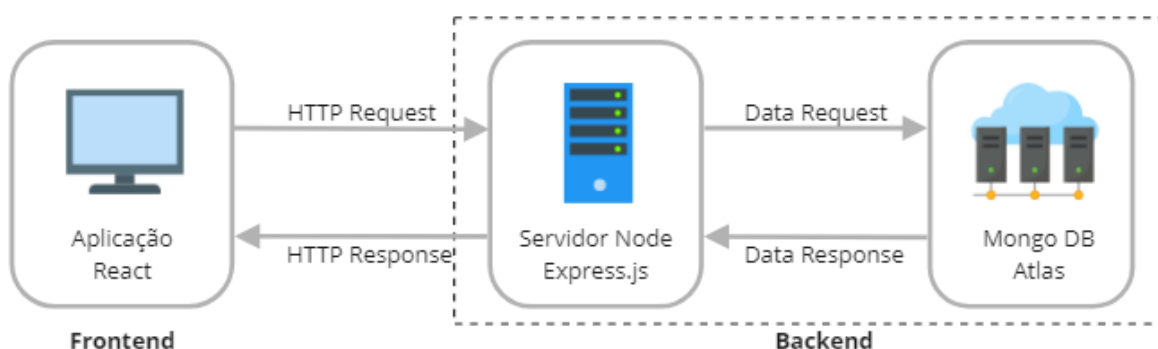 HTTP Request
Data Request
Aplicação
React
HTTP Response
Servidor Node
Express.js
Data Response
Mongo DB
Atlas
Frontend
Backend